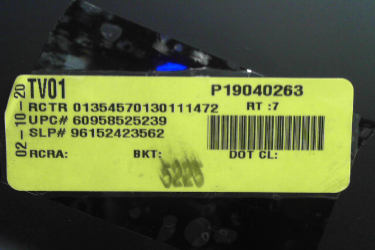 02-10-20
TV01 P19040263
RCTR 01354570130111472 RT :7
UPC# 60958525239
SLP# 96152423562
RCRA: BKT: DOT CL:
5225